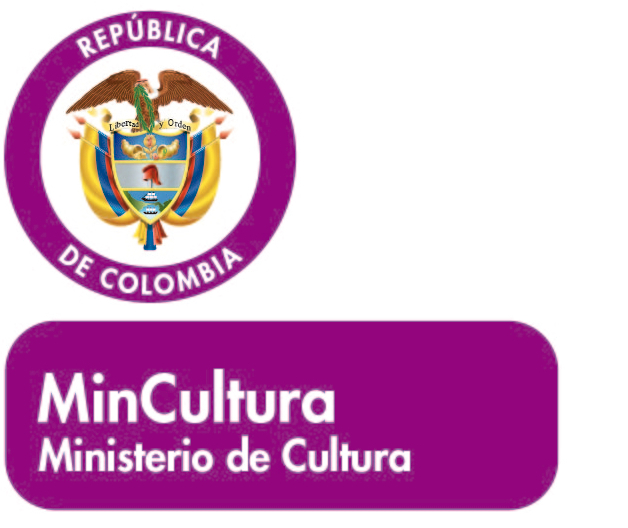 REPÚBLICA
Libertad y Orden
DE COLOMBIA
MinCultura
Ministerio de Cultura